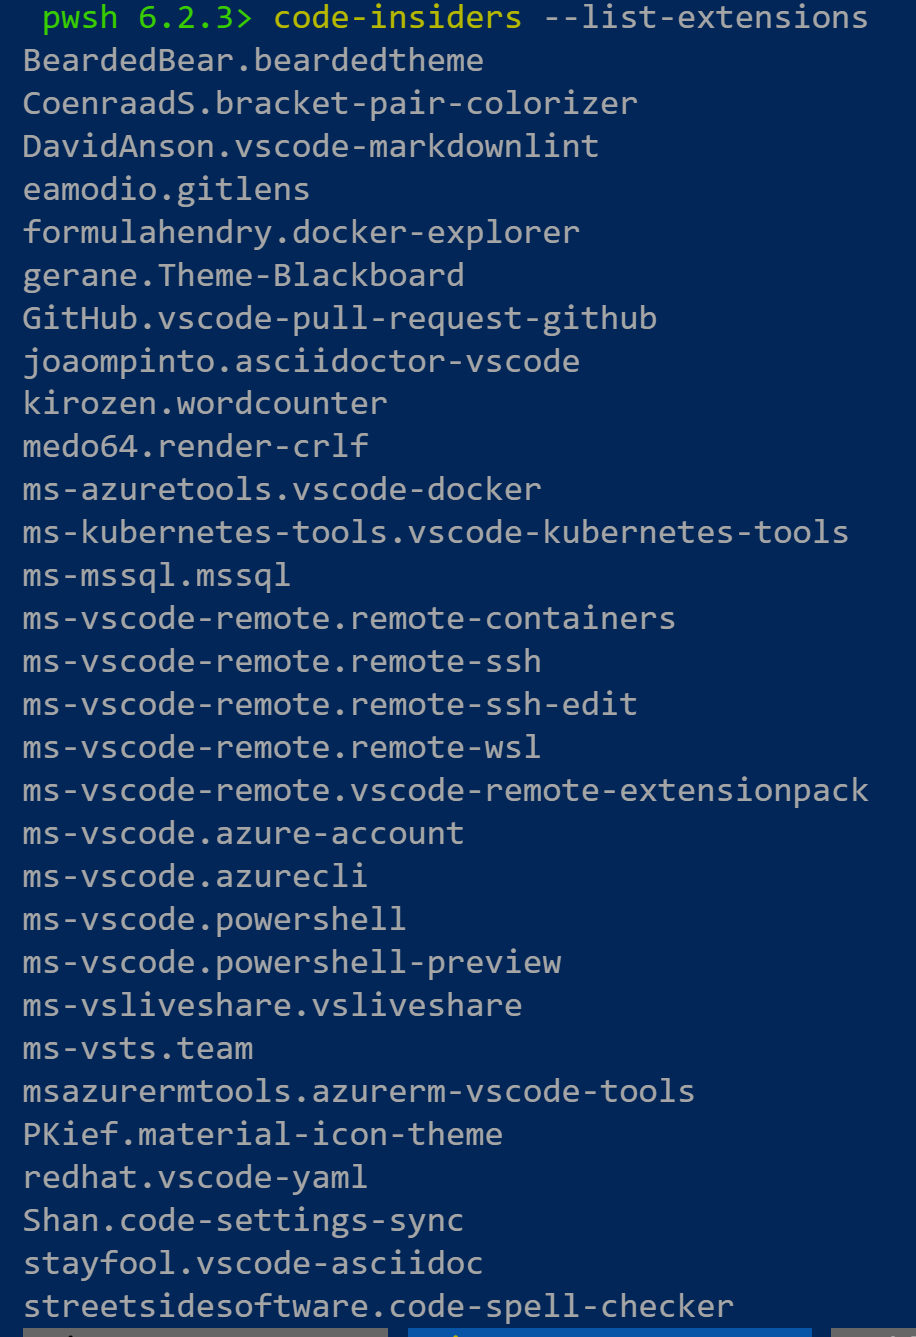 pwsh 6.2.3> code-insiders --list-extensions
BeardedBear.beardedtheme
CoenraadS.bracket-pair-colorizer
DavidAnson.vscode-markdownlint
eamodio.gitlens
formulahendry.docker-explorer
gerane.Theme-Blackboard
GitHub.vscode-pull-request-github
joaompinto.asciidoctor-vscode
kirozen.wordcounter
medo64.render-crlf
ms-azuretools.vscode-docker
ms-kubernetes-tools.vscode-kubernetes-tools
ms-mssql.mssql
ms-vscode-remote.remote-containers
ms-vscode-remote.remote-ssh
ms-vscode-remote.remote-ssh-edit
ms-vscode-remote.remote-wsl
ms-vscode-remote.vscode-remote-extensionpack
ms-vscode.azure-account
ms-vscode.azurecli
ms-vscode.powershell
ms-vscode.powershell-preview
ms-vsliveshare.vsliveshare
ms-vsts.team
msazurermtools.azurerm-vscode-tools
PKief.material-icon-theme
redhat.vscode-yaml
Shan.code-settings-sync
stayfool.vscode-asciidoc
streetsidesoftware.code-spell-checker